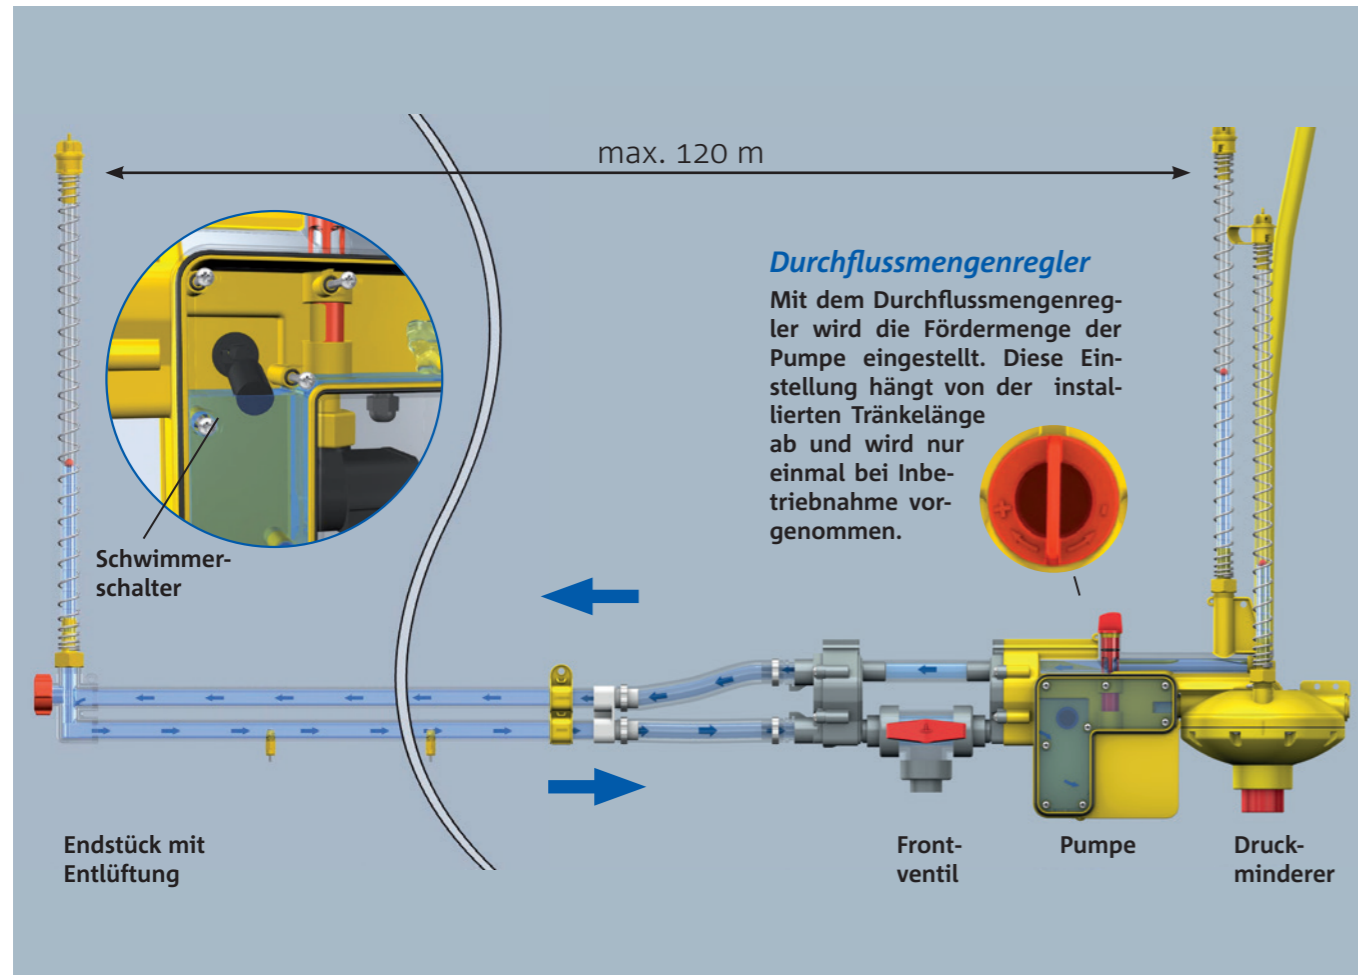 max. 120 m
Durchflussmengenregler
Mit dem Durchflussmengenreg-
ler wird die Fördermenge der
Pumpe eingestellt. Diese Ein-
stellung hängt von der instal-
lierten Tränkelänge
ab und wird nur
einmal bei Inbe-
triebnahme vor-
genommen.
+ -
Schwimmer-
schalter
Endstück mit
Entlüftung
Front-
ventil
Pumpe
Druck-
minderer